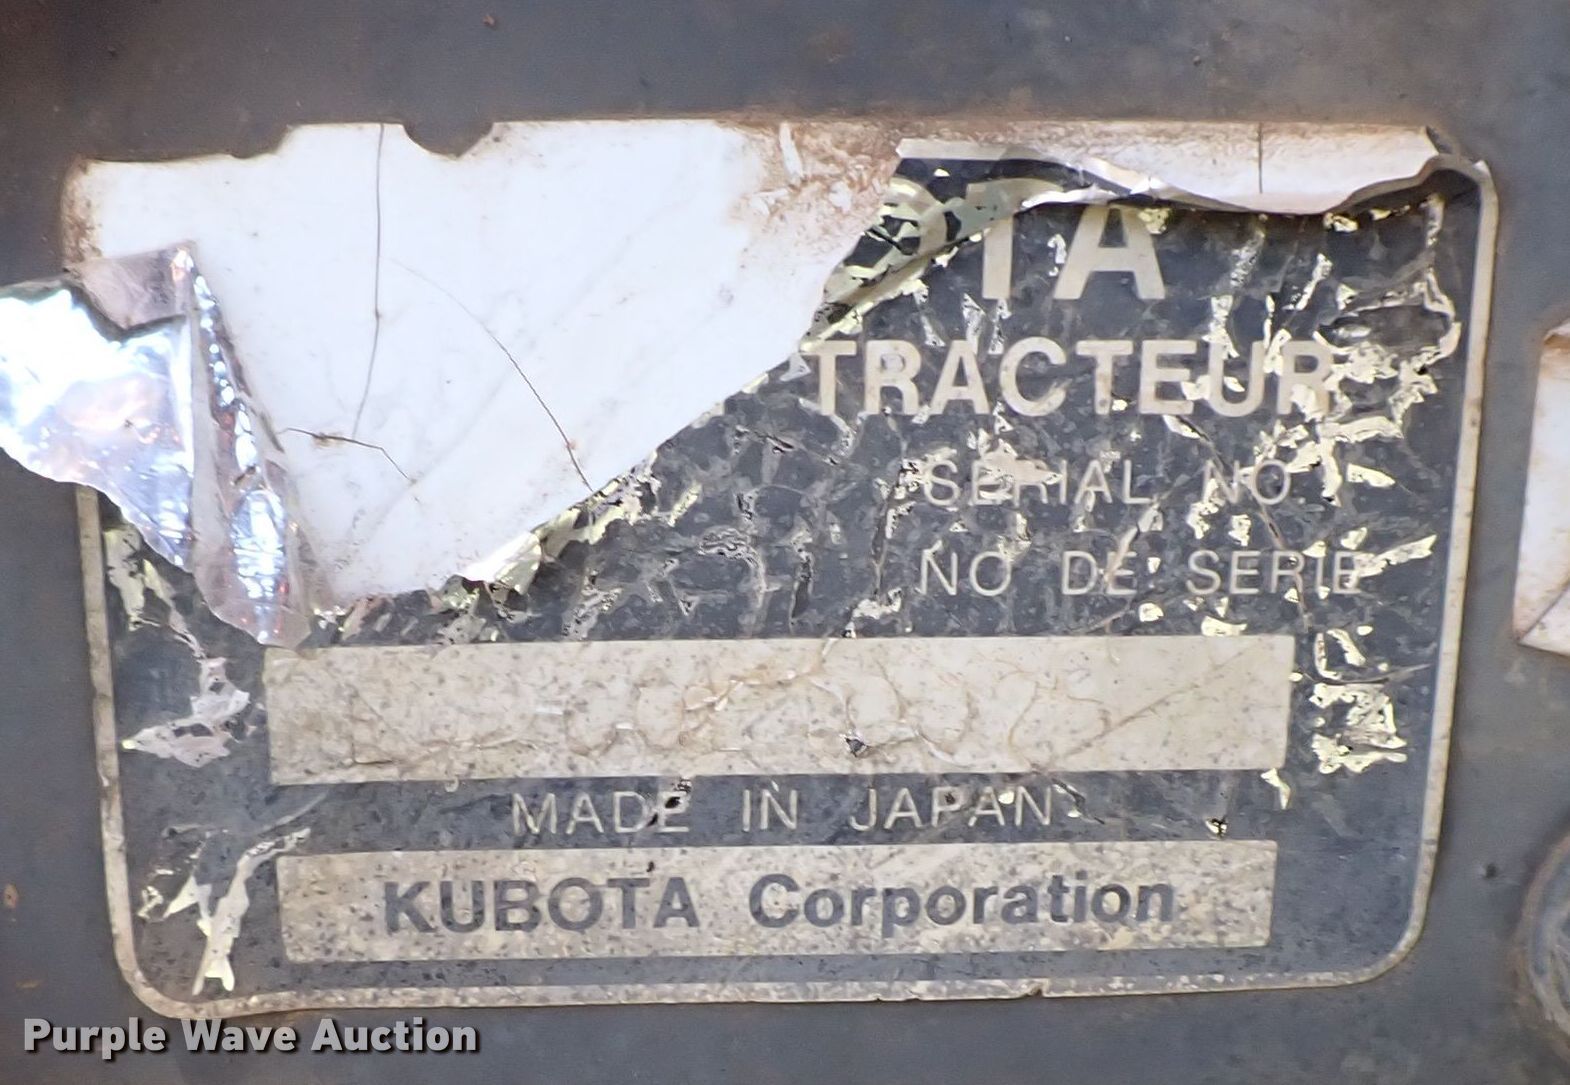 TA
TRACTEUR
SERIAL NO
NO DE SERIE
MADE IN JAPAN
KUBOTA Corporation
Purple Wave Auction